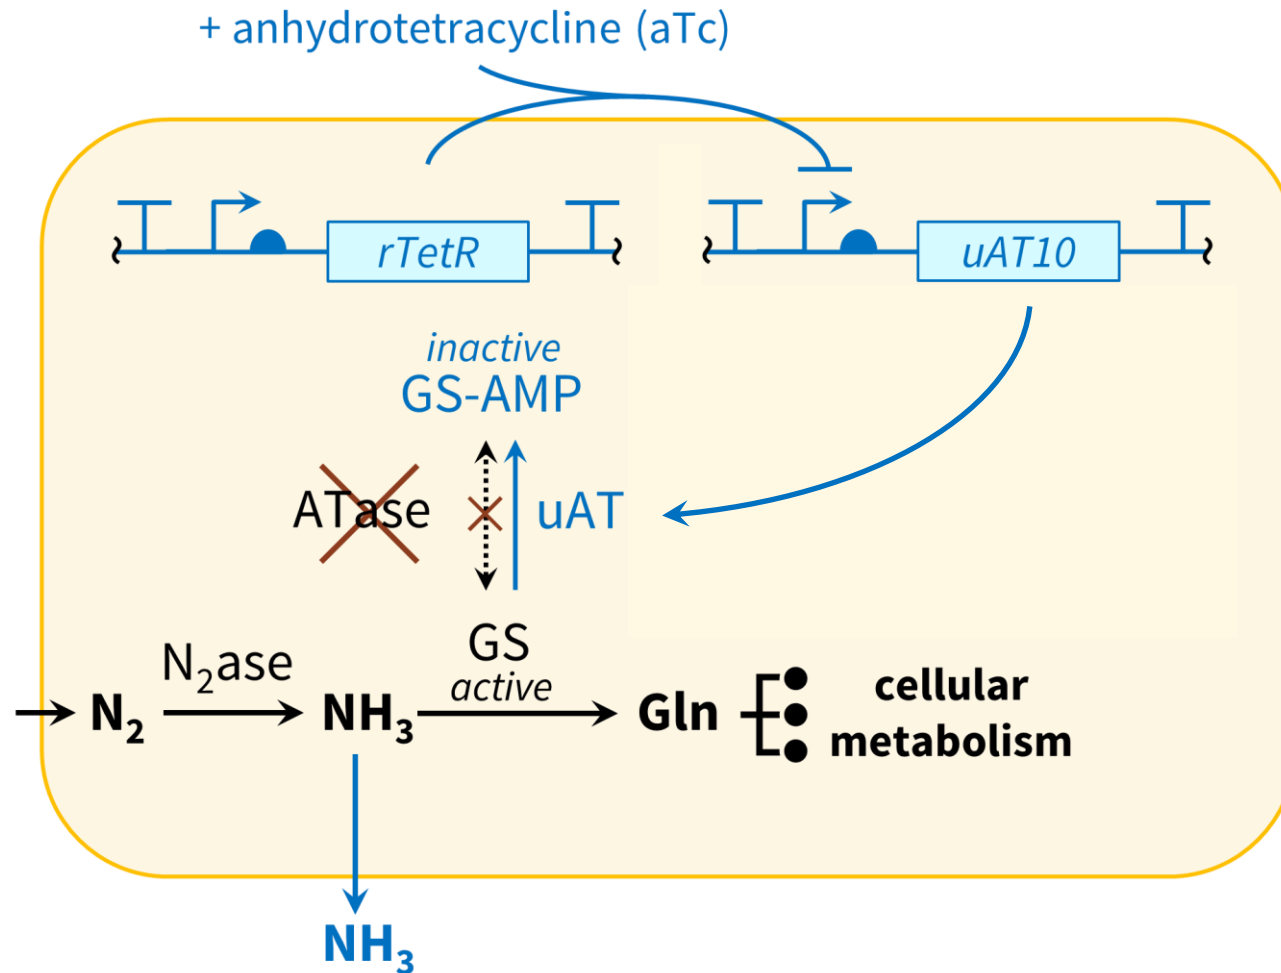 + anhydrotetracycline (aTc)
rTetR
uAT10
inactive
GS-AMP
ATase
uAT
GS
active
N₂ase
N₂
NH₃
Gln
cellular
metabolism
NH₃